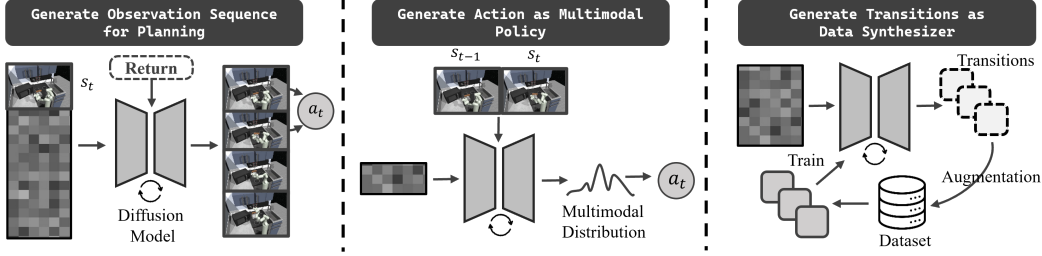 Generate Observation Sequence
for Planning
s_t
Return
a_t
Diffusion
Model
Generate Action as Multimodal
Policy
s_{t-1}
s_t
Multimodal
Distribution
a_t
Generate Transitions as
Data Synthesizer
Transitions
Train
Augmentation
Dataset